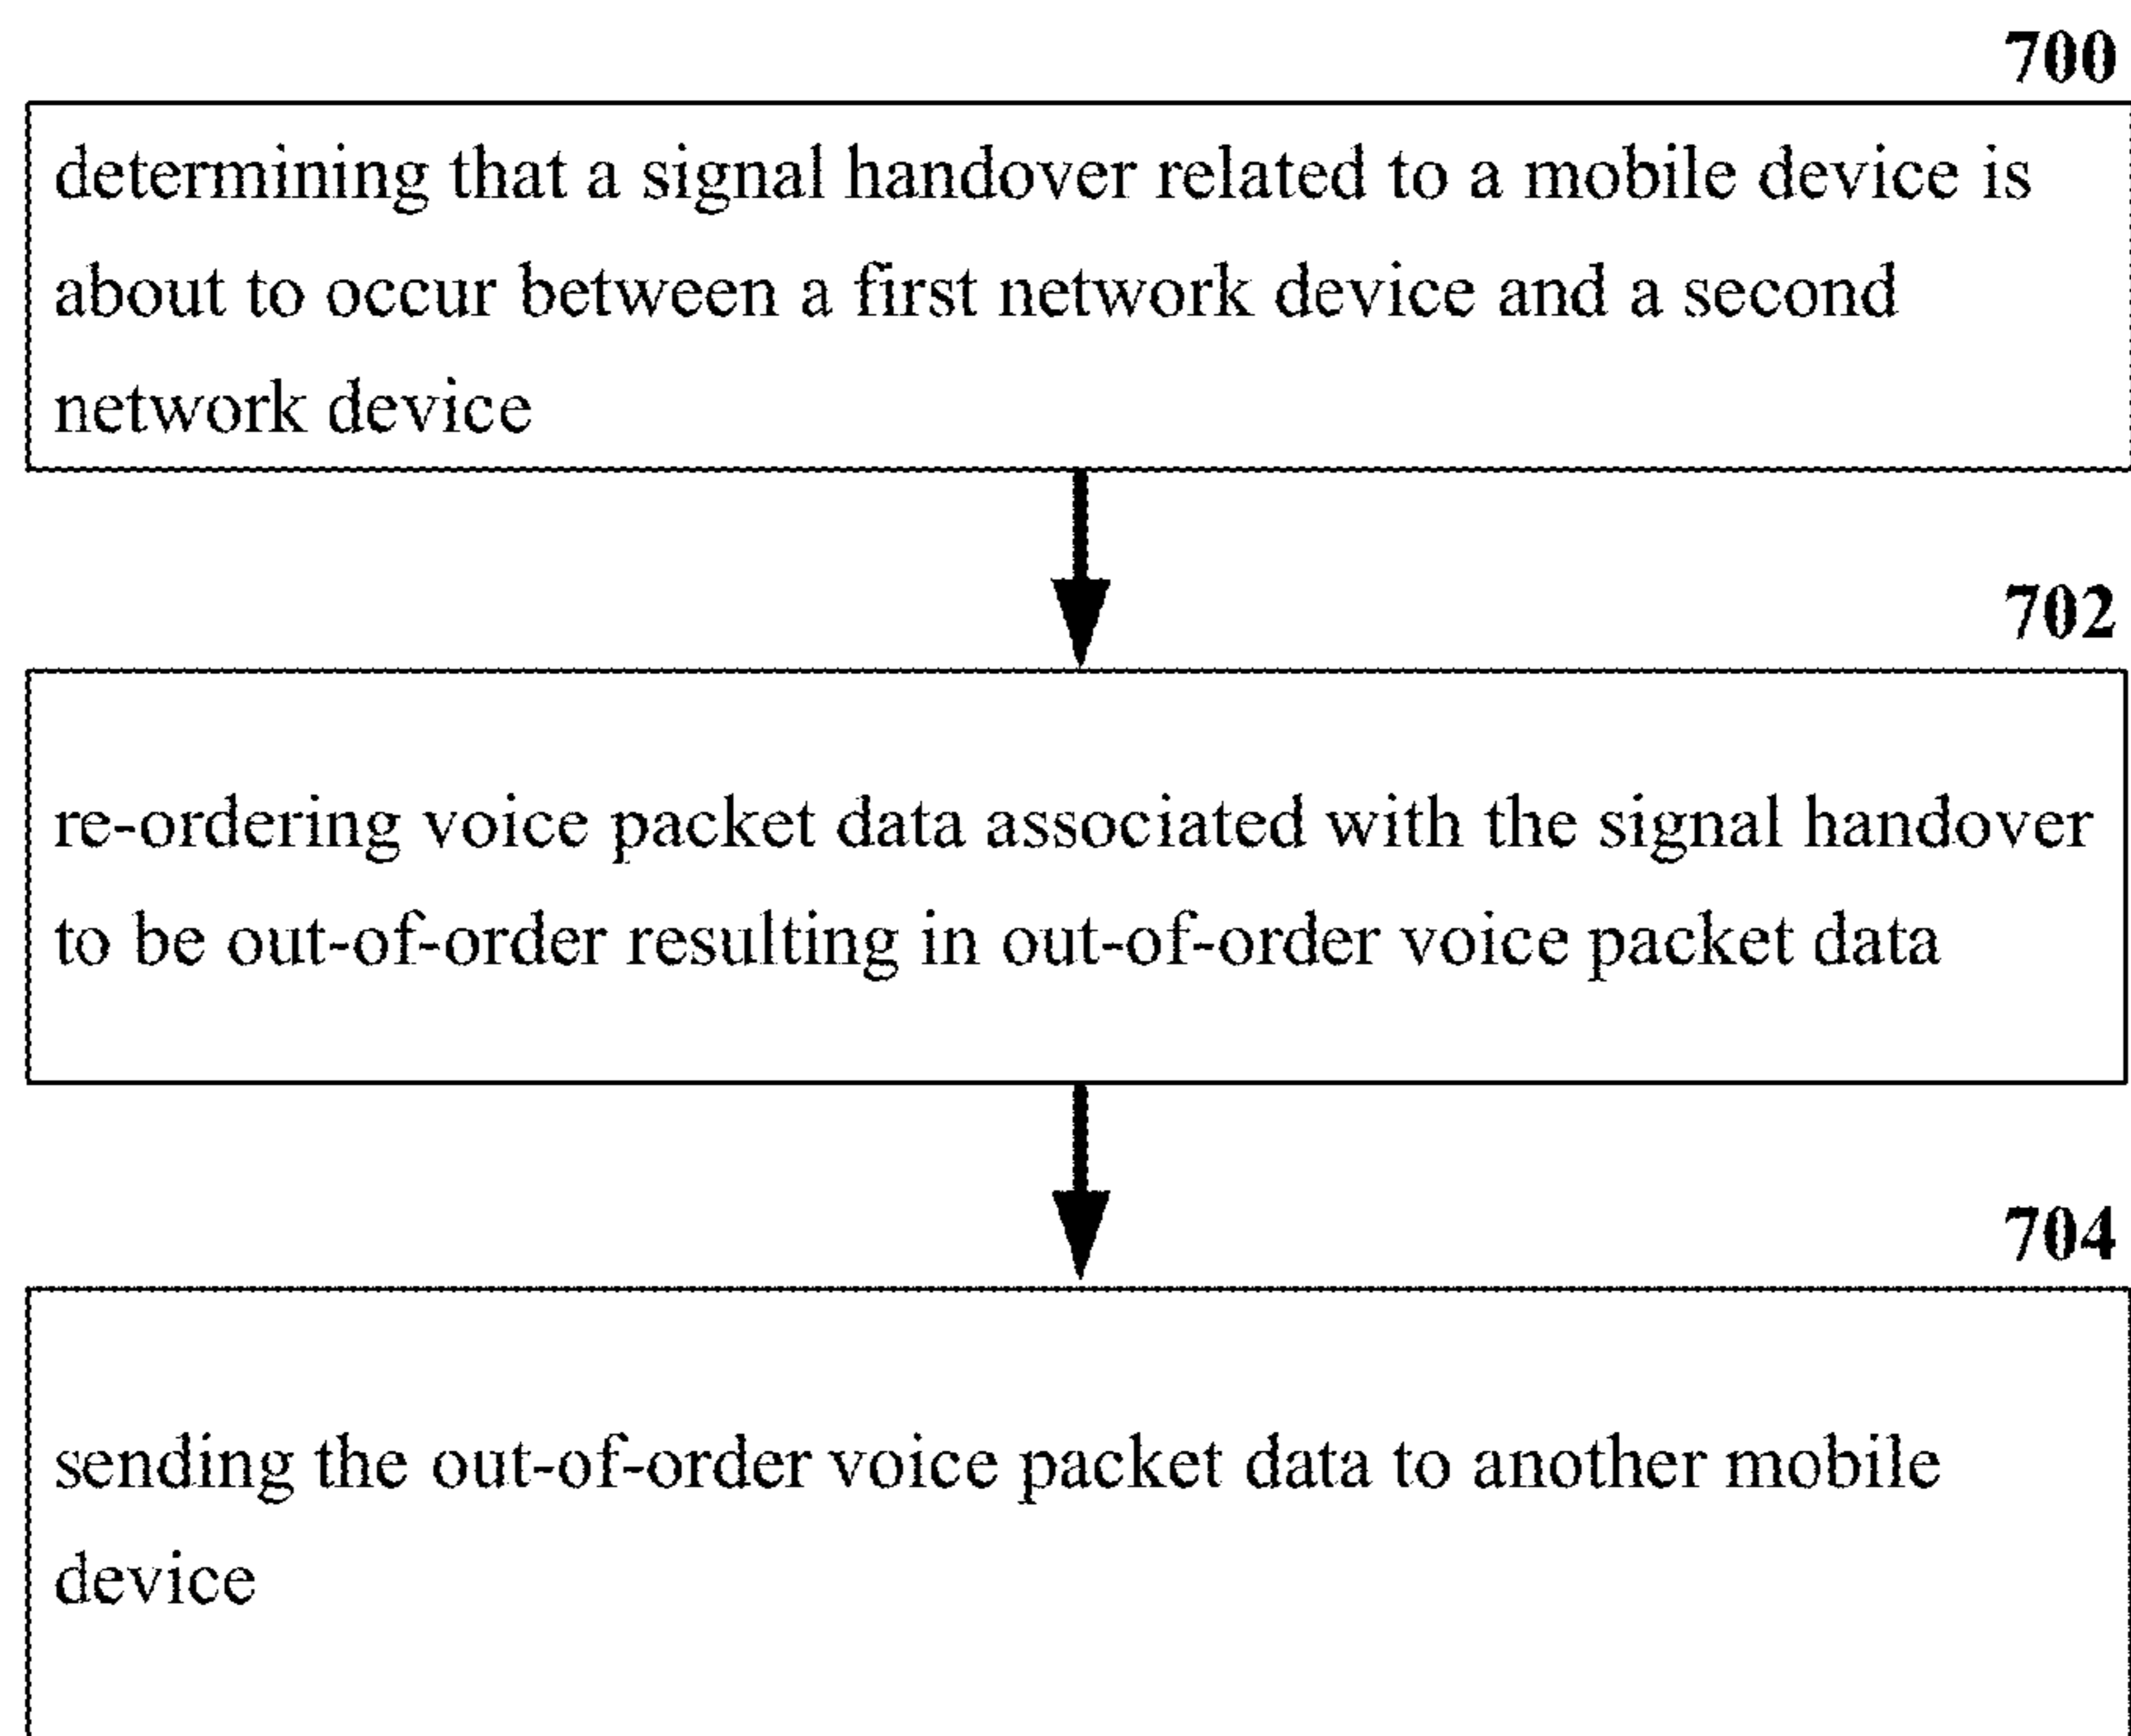 700
determining that a signal handover related to a mobile device is
about to occur between a first network device and a second
network device
702
re-ordering voice packet data associated with the signal handover
to be out-of-order resulting in out-of-order voice packet data
704
sending the out-of-order voice packet data to another mobile
device